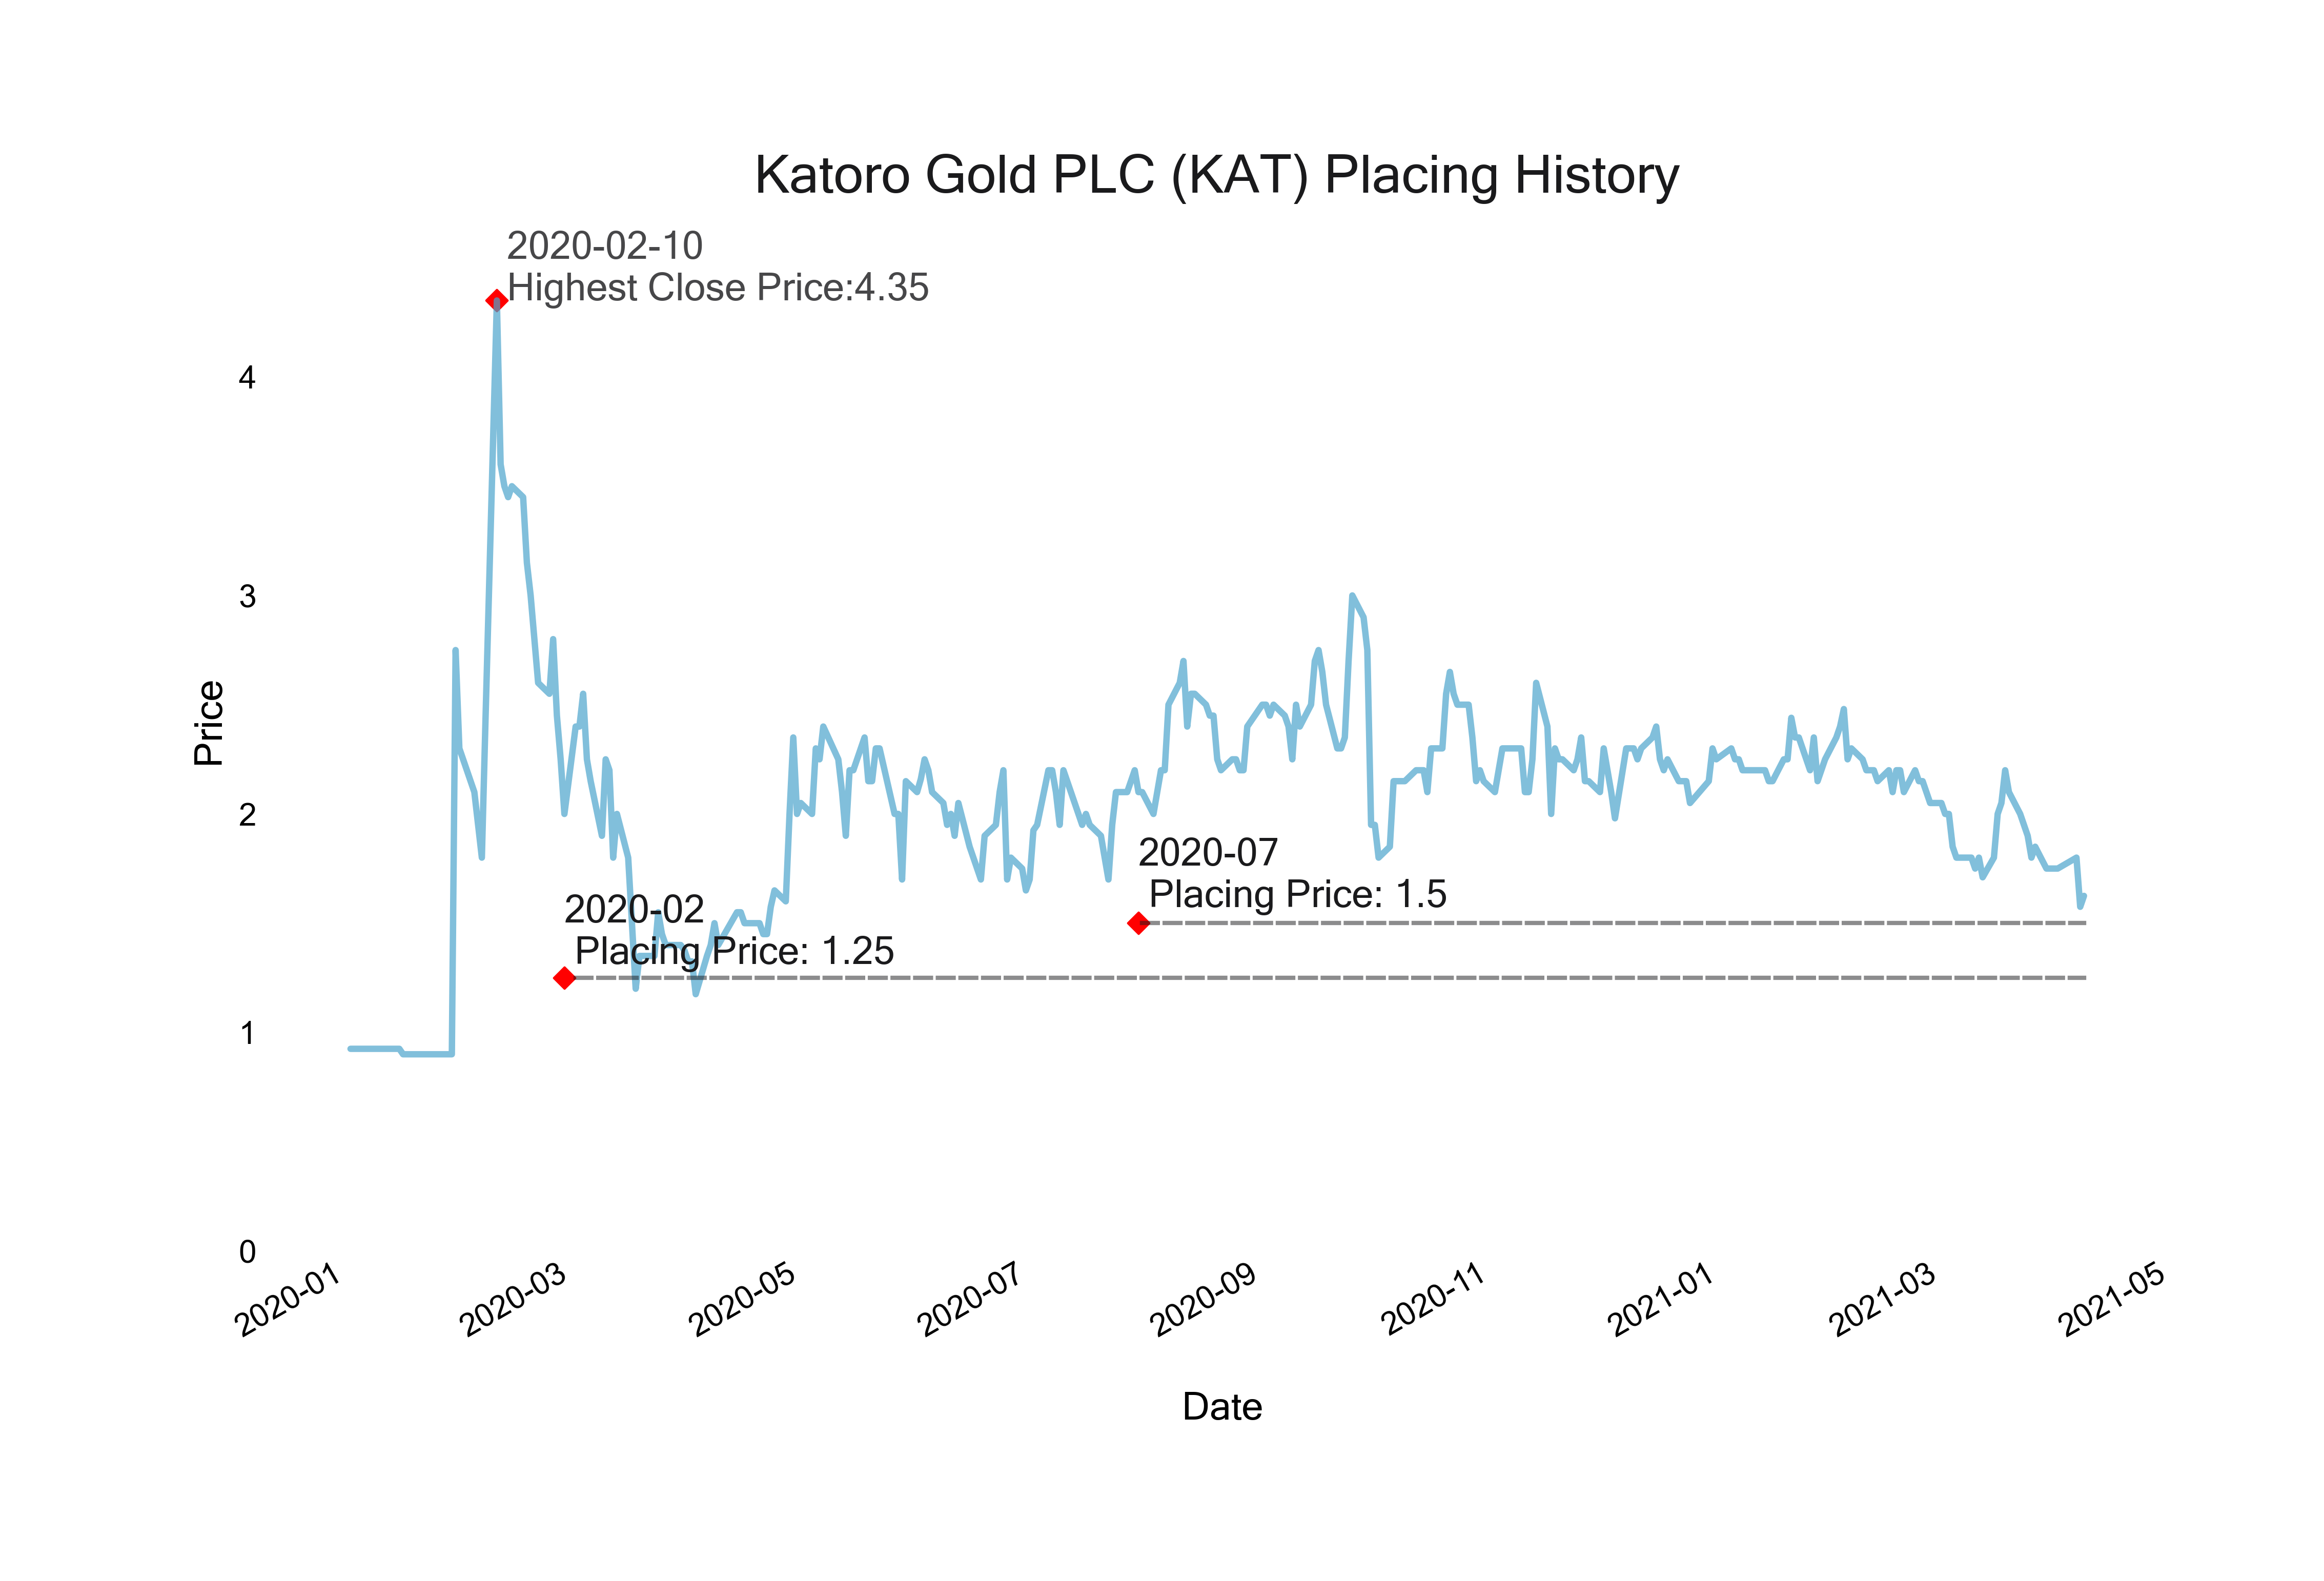 Katoro Gold PLC (KAT) Placing History
2020-02-10
Highest Close Price:4.35
4
3
Price
2
2020-07
Placing Price: 1.5
2020-02
Placing Price: 1.25
1
0
2020-01
2020-03
2020-05
2020-07
2020-09
2020-11
2021-01
2021-03
2021-05
Date